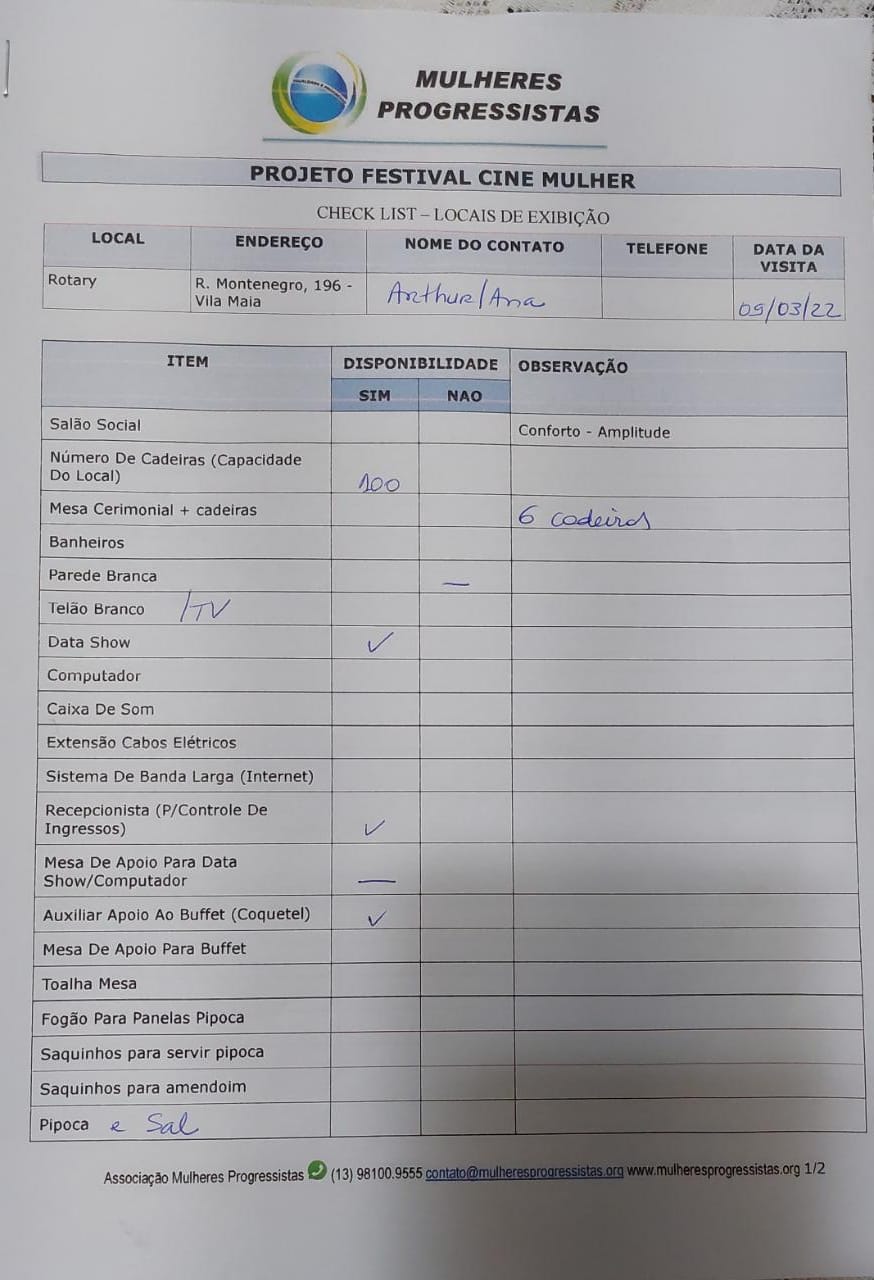 MULHERES
PROGRESSISTAS
PROJETO FESTIVAL CINE MULHER
CHECK LIST – LOCAIS DE EXIBIÇÃO
LOCAL ENDEREÇO NOME DO CONTATO TELEFONE DATA DA VISITA
Rotary R. Montenegro, 196 - Vila Maia Arthur/Ana 09/03/22
ITEM DISPONIBILIDADE OBSERVAÇÃO
SIM NAO
Salão Social Conforto - Amplitude
Número De Cadeiras (Capacidade
Do Local) 100
Mesa Cerimonial + cadeiras 6 cadeiras
Banheiros
Parede Branca —
Telão Branco /TV
Data Show ✓
Computador
Caixa De Som
Extensão Cabos Elétricos
Sistema De Banda Larga (Internet)
Recepcionista (P/Controle De
Ingressos) ✓
Mesa De Apoio Para Data
Show/Computador —
Auxiliar Apoio Ao Buffet (Coquetel) ✓
Mesa De Apoio Para Buffet
Toalha Mesa
Fogão Para Panelas Pipoca
Saquinhos para servir pipoca
Saquinhos para amendoim
Pipoca e Sal
Associação Mulheres Progressistas (13) 98100.9555 contato@mulheresprogressistas.org www.mulheresprogressistas.org 1/2